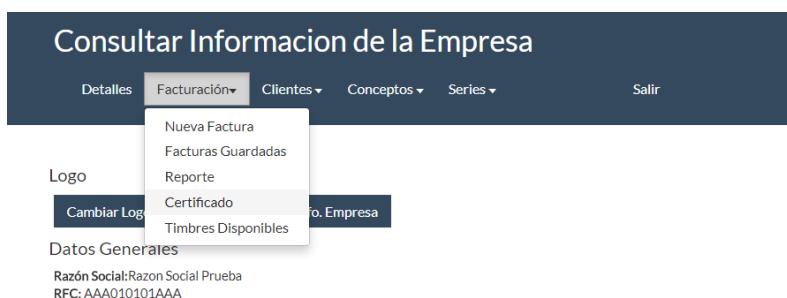 Consultar Informacion de la Empresa
Detalles Facturación Clientes Conceptos Series Salir
Nueva Factura
Facturas Guardadas
Logo Reporte
Cambiar Certificado Empresa
Timbres Disponibles
Datos Generales
Razón Social:Razon Social Prueba
RFC: AAA010101AAA